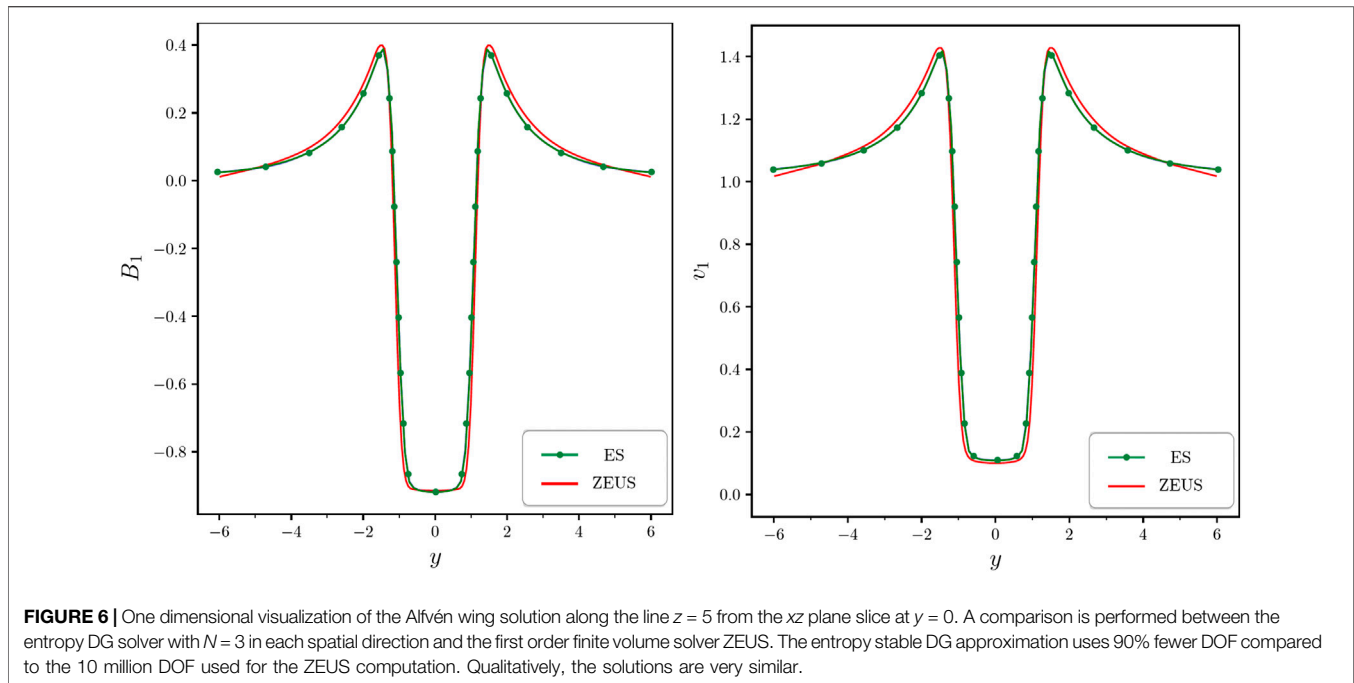 0.4
0.2
0.0
−0.2
−0.4
−0.6
−0.8
B₁
−6
−4
−2
0
2
4
6
y
ES
ZEUS
1.4
1.2
1.0
0.8
0.6
0.4
0.2
0.0
v₁
−6
−4
−2
0
2
4
6
y
ES
ZEUS
FIGURE 6 | One dimensional visualization of the Alfvén wing solution along the line z = 5 from the xz plane slice at y = 0. A comparison is performed between the
entropy DG solver with N = 3 in each spatial direction and the first order finite volume solver ZEUS. The entropy stable DG approximation uses 90% fewer DOF compared
to the 10 million DOF used for the ZEUS computation. Qualitatively, the solutions are very similar.